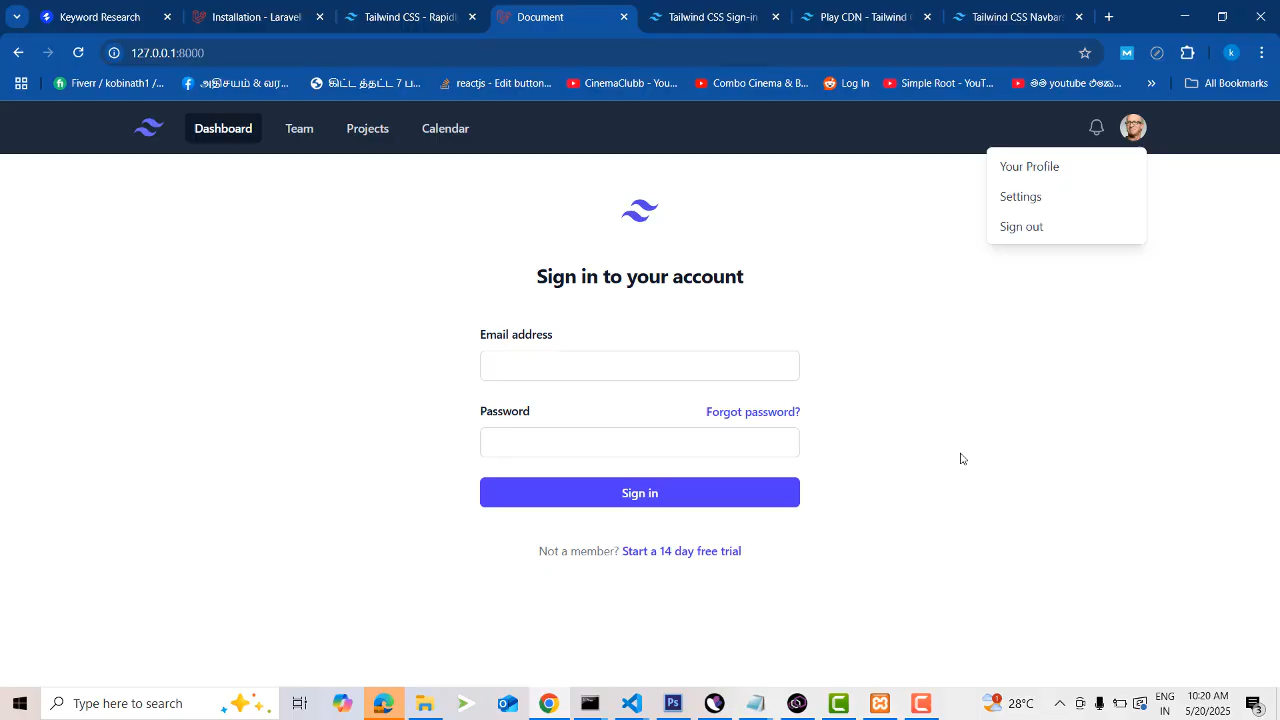 Keyword Research
Installation - Laravel
Tailwind CSS - Rapidl
Document
Tailwind CSS Sign-in
Play CDN - Tailwind
Tailwind CSS Navbar
127.0.0.1:8000
k
Fiverr / kobinath1 /...
அதிசயம் & வர...
reactjs - Edit button...
CinemaClubb - You...
Combo Cinema & B...
Log In
Simple Root - YouT...
All Bookmarks
Dashboard
Team
Projects
Calendar
Your Profile
Settings
Sign out
Sign in to your account
Email address
Password
Forgot password?
Sign in
Not a member? Start a 14 day free trial
Type here to search
Ps
1
28°C
ENG
IN
10:20 AM
5/20/2025
3